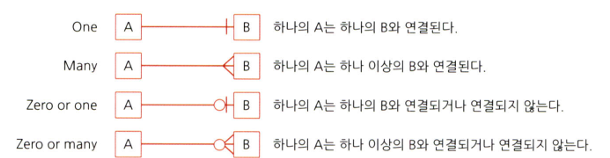 One A B 하나의 A는 하나의 B와 연결된다.
Many A B 하나의 A는 하나 이상의 B와 연결된다.
Zero or one A B 하나의 A는 하나의 B와 연결되거나 연결되지 않는다.
Zero or many A B 하나의 A는 하나 이상의 B와 연결되거나 연결되지 않는다.